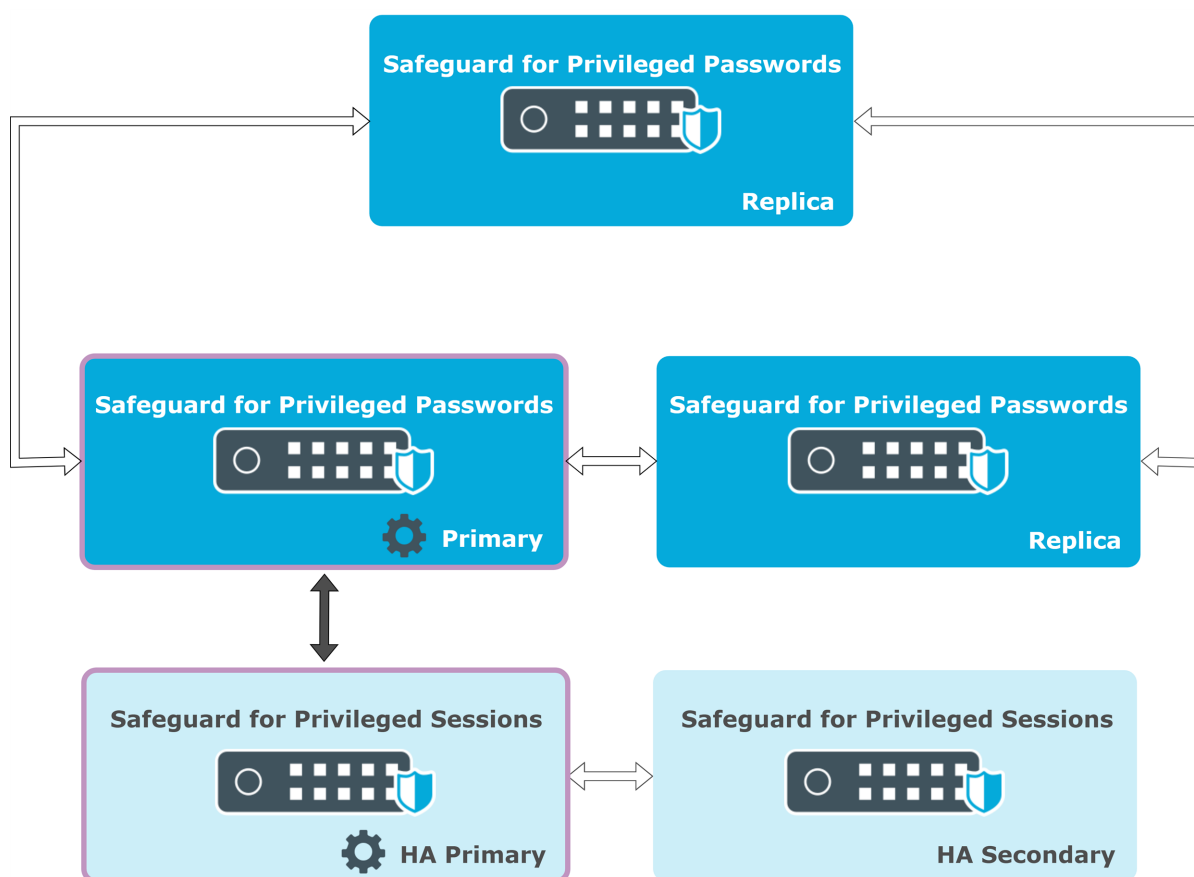 Safeguard for Privileged Passwords
Replica
Safeguard for Privileged Passwords
Primary
Safeguard for Privileged Passwords
Replica
Safeguard for Privileged Sessions
HA Primary
Safeguard for Privileged Sessions
HA Secondary